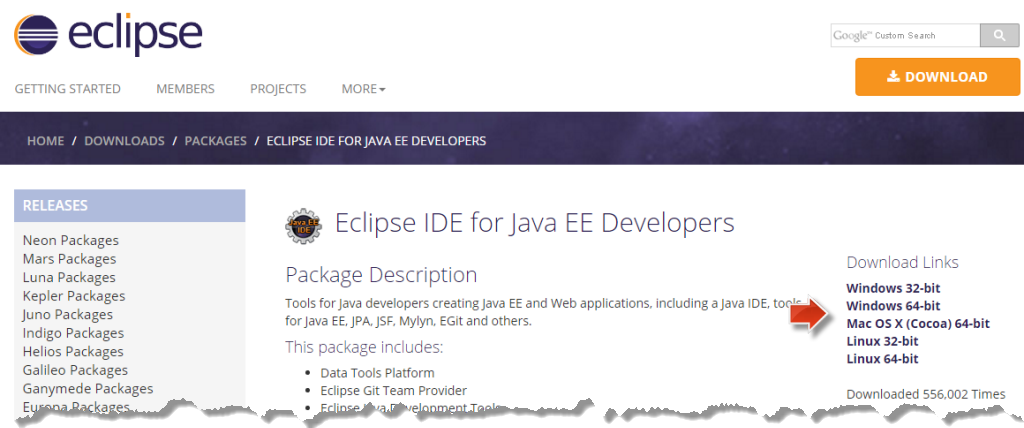 eclipse
Google™ Custom Search
DOWNLOAD
GETTING STARTED MEMBERS PROJECTS MORE
HOME / DOWNLOADS / PACKAGES / ECLIPSE IDE FOR JAVA EE DEVELOPERS
RELEASES
Neon Packages
Mars Packages
Luna Packages
Kepler Packages
Juno Packages
Indigo Packages
Helios Packages
Galileo Packages
Ganymede Packages
Europa Packages
Java EE
IDE
Eclipse IDE for Java EE Developers
Package Description
Tools for Java developers creating Java EE and Web applications, including a Java IDE, tools
for Java EE, JPA, JSF, Mylyn, EGit and others.
This package includes:
• Data Tools Platform
• Eclipse Git Team Provider
• Eclipse Java Development Tools
Download Links
Windows 32-bit
Windows 64-bit
Mac OS X (Cocoa) 64-bit
Linux 32-bit
Linux 64-bit
Downloaded 556,002 Times